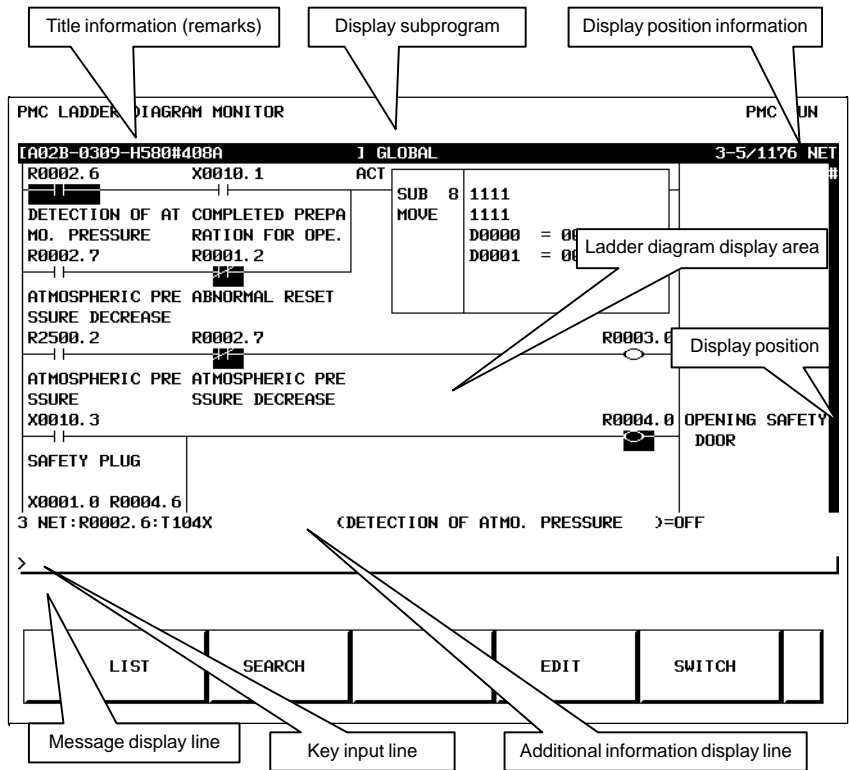 Title information (remarks) Display subprogram Display position information
PMC LADDER DIAGRAM MONITOR PMC UN
[A02B-0309-H580#408A ] GLOBAL 3-5/1176 NET
R0002.6 X0010.1 ACT #
SUB 8 1111
DETECTION OF AT COMPLETED PREPA MOVE 1111
MO. PRESSURE RATION FOR OPE. D0000 = 00
R0002.7 R0001.2 D0001 = 00
Ladder diagram display area
ATMOSPHERIC PRE ABNORMAL RESET
SSURE DECREASE
R2500.2 R0002.7 R0003.0
Display position
ATMOSPHERIC PRE ATMOSPHERIC PRE
SSURE SSURE DECREASE
X0010.3 R0004.0 OPENING SAFETY
DOOR
SAFETY PLUG
X0001.0 R0004.6
3 NET:R0002.6:T104X (DETECTION OF ATMO. PRESSURE )=OFF
>
LIST SEARCH EDIT SWITCH
Message display line Key input line Additional information display line